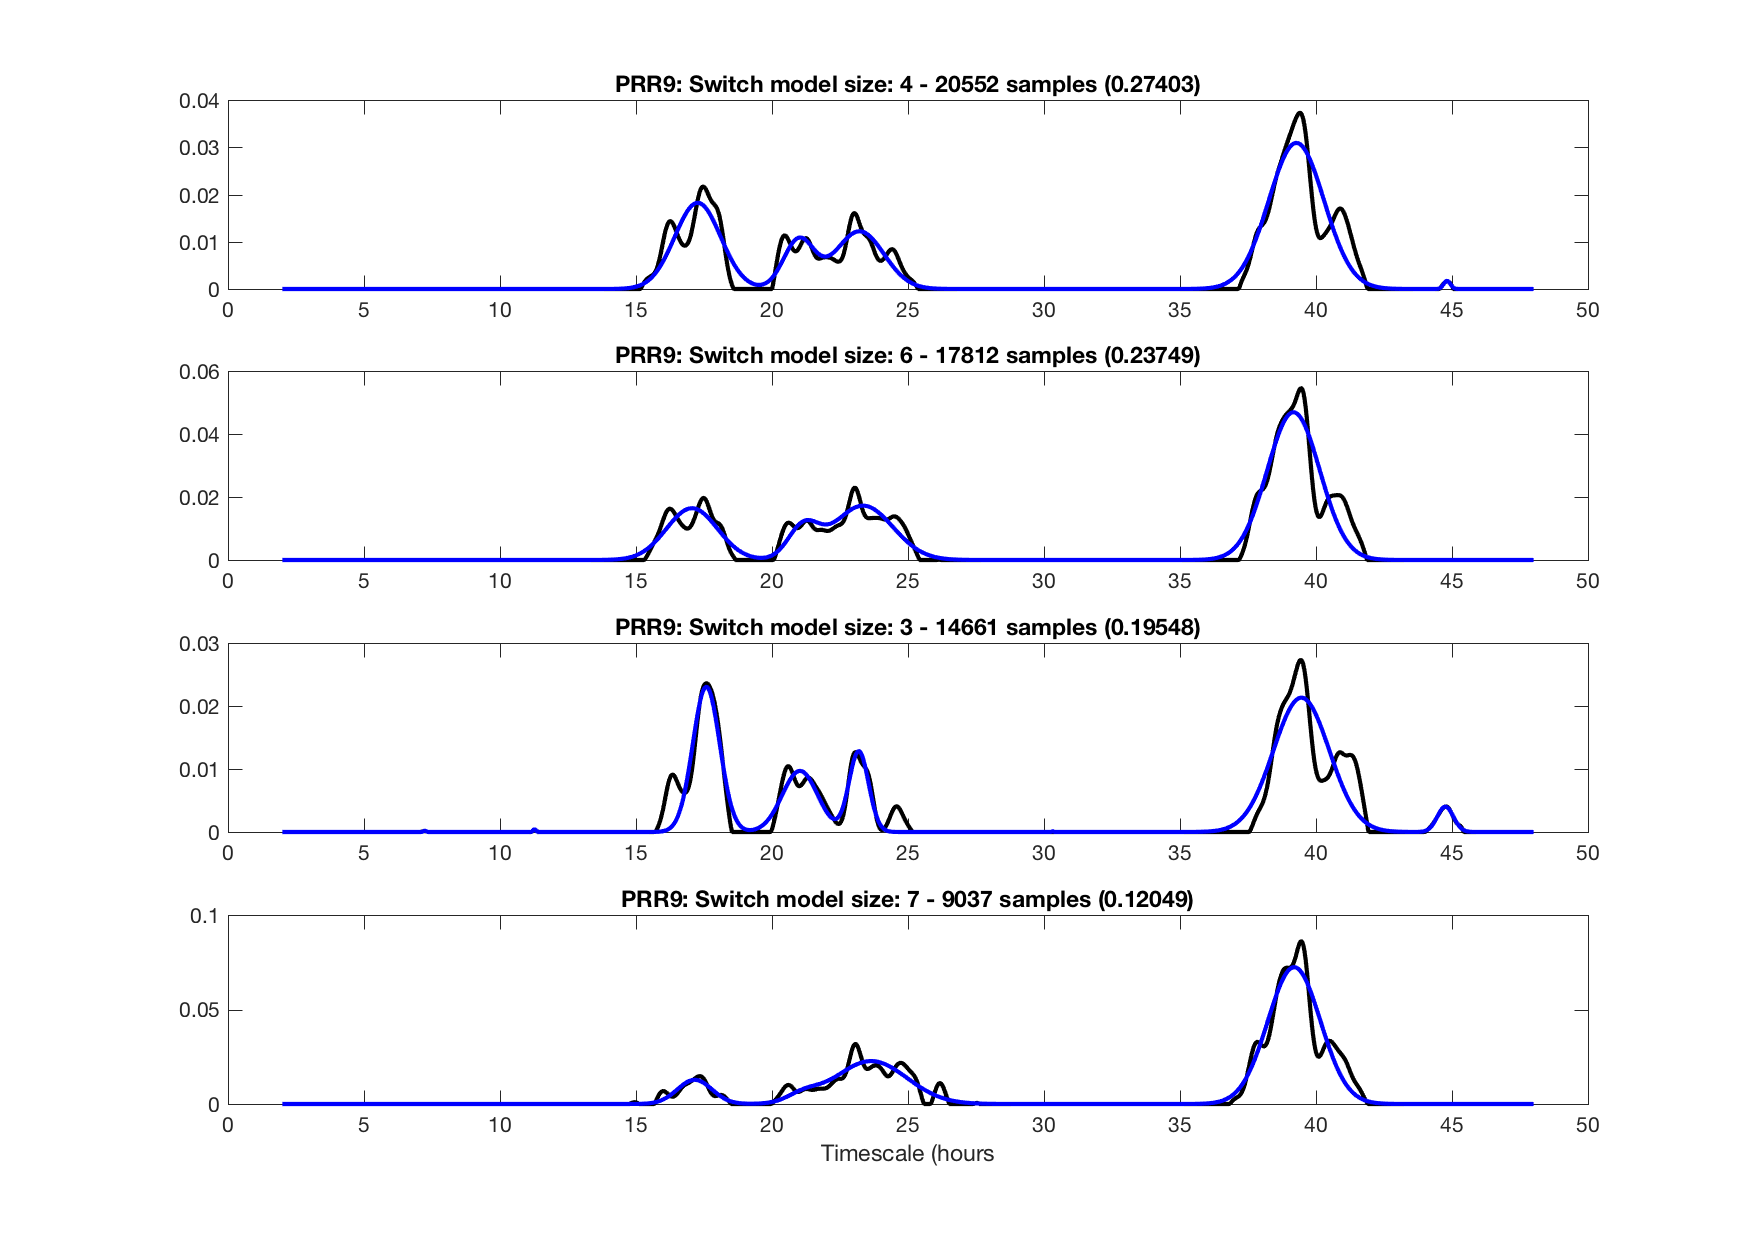 PRR9: Switch model size: 4 - 20552 samples (0.27403)
0.04
0.03
0.02
0.01
0
0 5 10 15 20 25 30 35 40 45 50
PRR9: Switch model size: 6 - 17812 samples (0.23749)
0.06
0.04
0.02
0
0 5 10 15 20 25 30 35 40 45 50
PRR9: Switch model size: 3 - 14661 samples (0.19548)
0.03
0.02
0.01
0
0 5 10 15 20 25 30 35 40 45 50
PRR9: Switch model size: 7 - 9037 samples (0.12049)
0.1
0.05
0
0 5 10 15 20 25 30 35 40 45 50
Timescale (hours